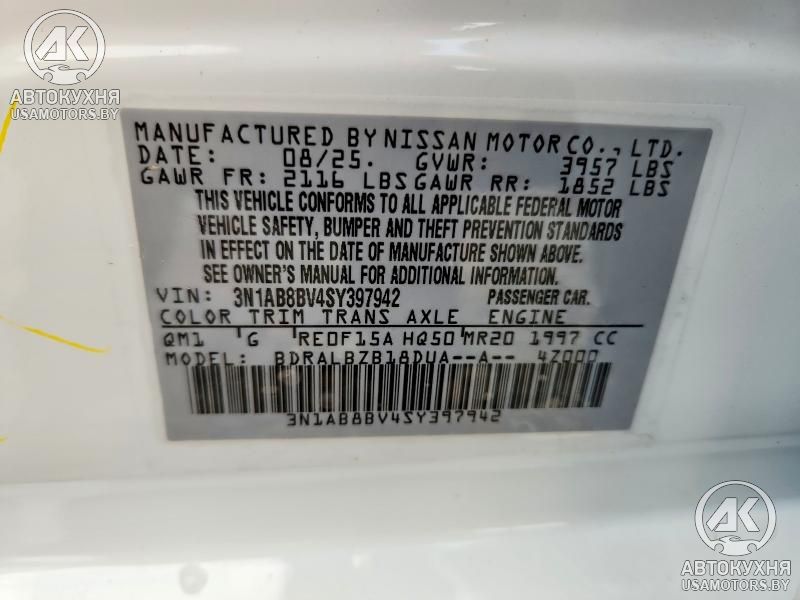 AK
АВТОКУХНЯ
USAMOTORS.BY
MANUFACTURED BY NISSAN MOTOR CO., LTD.
DATE: 08/25. GVWR: 3957 LBS
GAWR FR: 2116 LBS GAWR RR: 1852 LBS
THIS VEHICLE CONFORMS TO ALL APPLICABLE FEDERAL MOTOR
VEHICLE SAFETY, BUMPER AND THEFT PREVENTION STANDARDS
IN EFFECT ON THE DATE OF MANUFACTURE SHOWN ABOVE.
SEE OWNER'S MANUAL FOR ADDITIONAL INFORMATION.
VIN: 3N1AB8BV4SY397942 PASSENGER CAR.
COLOR TRIM TRANS AXLE ENGINE
QM1 G RE0F15A HQ50 MR20 1997 CC
MODEL: BDRALBZB18DUA--A-- 4Z000
3N1AB8BV4SY397942
AK
АВТОКУХНЯ
USAMOTORS.BY